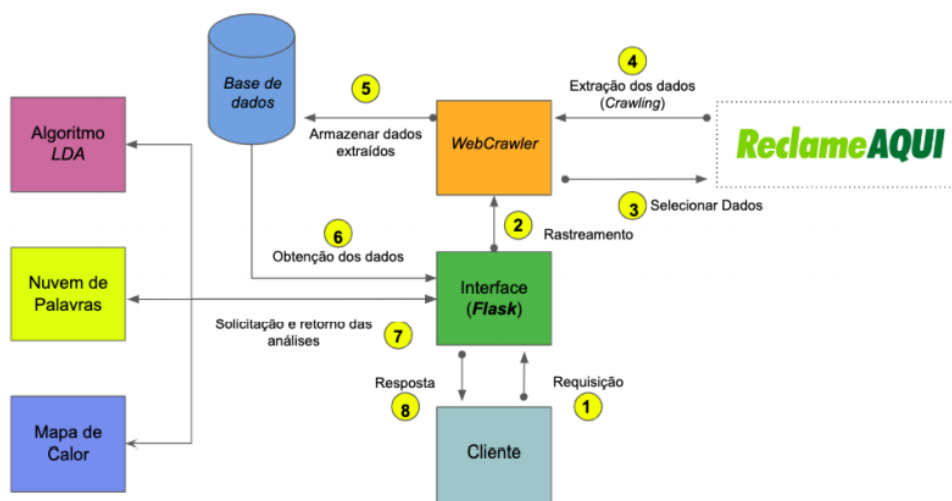 4
Extração dos dados
(Crawling)
Base de
dados
5
Armazenar dados
extraídos
WebCrawler
ReclameAQUI
Algoritmo
LDA
3
Selecionar Dados
2
Rastreamento
6
Obtenção dos dados
Nuvem de
Palavras
Interface
(Flask)
Solicitação e retorno das
análises
7
Resposta
8
Requisição
1
Mapa de
Calor
Cliente